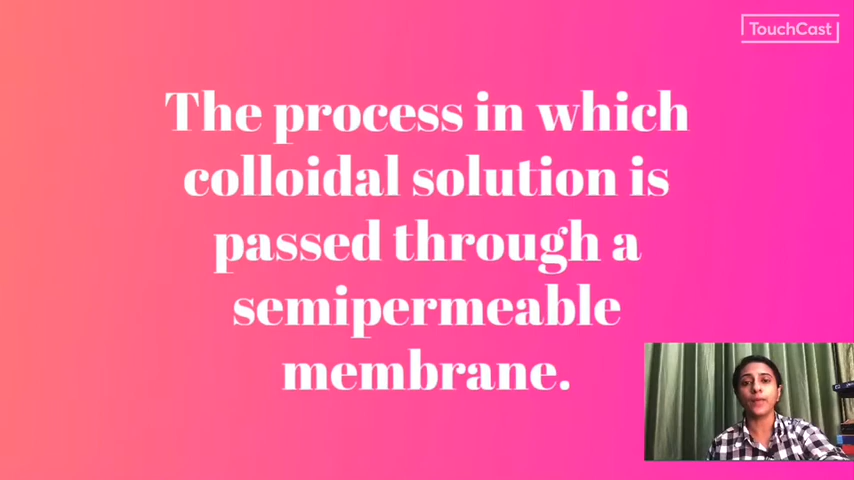 TouchCast
The process in which
colloidal solution is
passed through a
semipermeable
membrane.